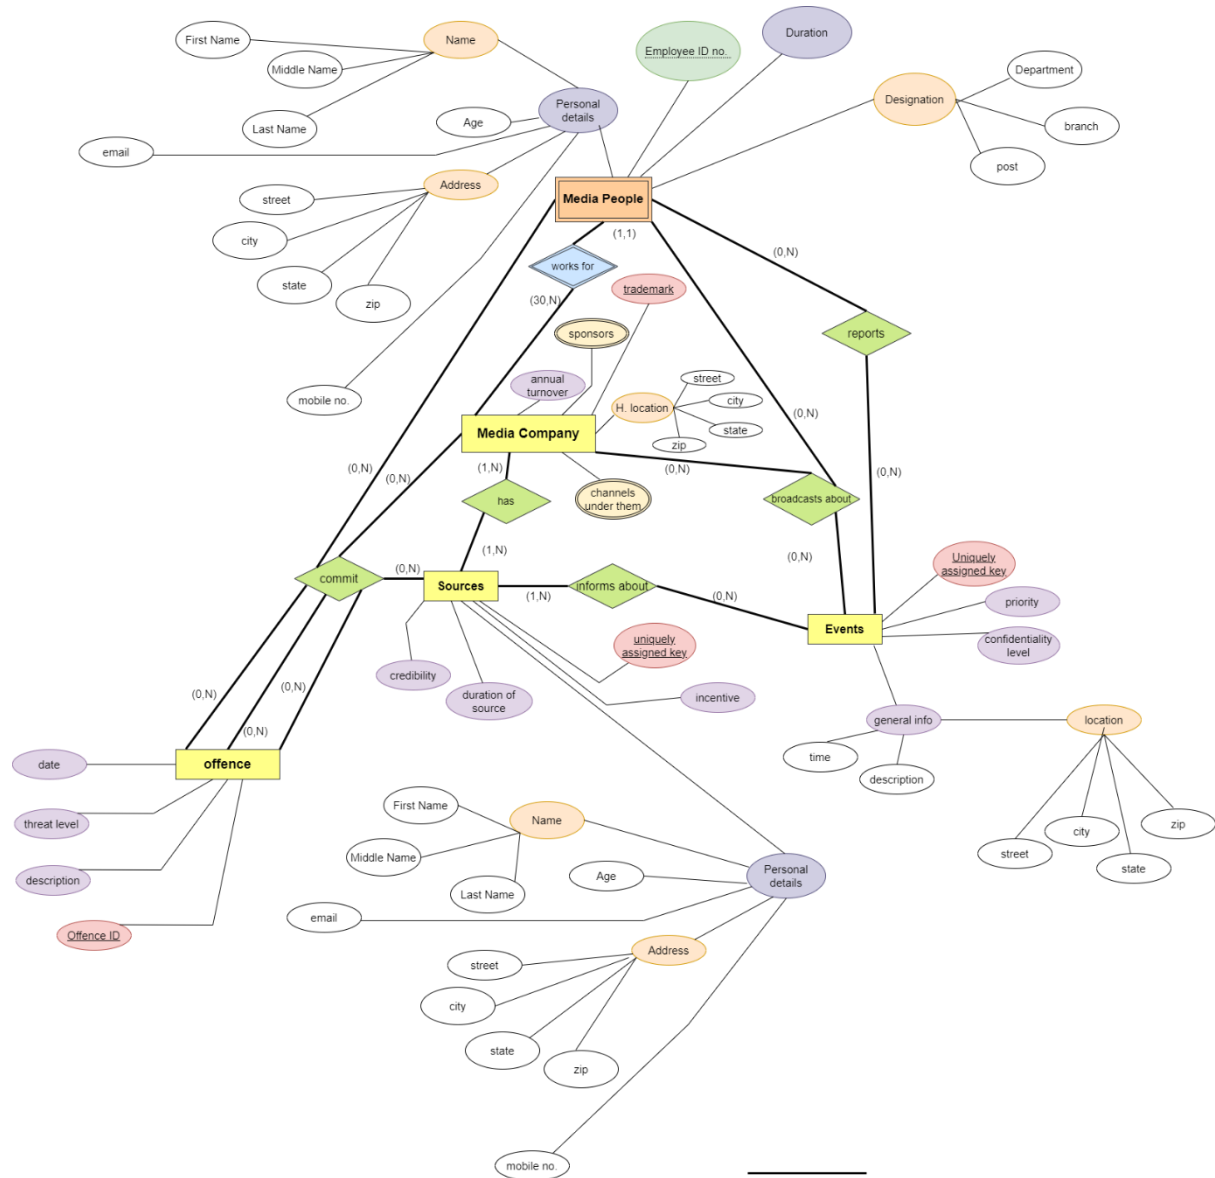 First Name
Name
Employee ID no.
Duration
Middle Name
Department
Designation
Personal
details
Age
Last Name
branch
email
post
Address
street
Media People
city
(1,1)
(0,N)
works for
state
trademark
zip
(30,N)
sponsors
reports
annual
turnover
street
mobile no.
H. location
city
Media Company
state
zip
(0,N)
(0,N)
(0,N)
(1,N)
(0,N)
(0,N)
channels
under them
has
broadcasts about
(1,N)
(0,N)
Uniquely
assigned key
commit
(0,N)
Sources
(1,N)
informs about
(0,N)
priority
Events
uniquely
assigned key
confidentiality
level
credibility
(0,N)
duration of
source
incentive
(0,N)
general info
location
(0,N)
time
date
offence
description
First Name
Name
zip
threat level
city
street
Middle Name
state
Age
Personal
details
description
Last Name
email
Offence ID
Address
street
city
state
zip
mobile no.